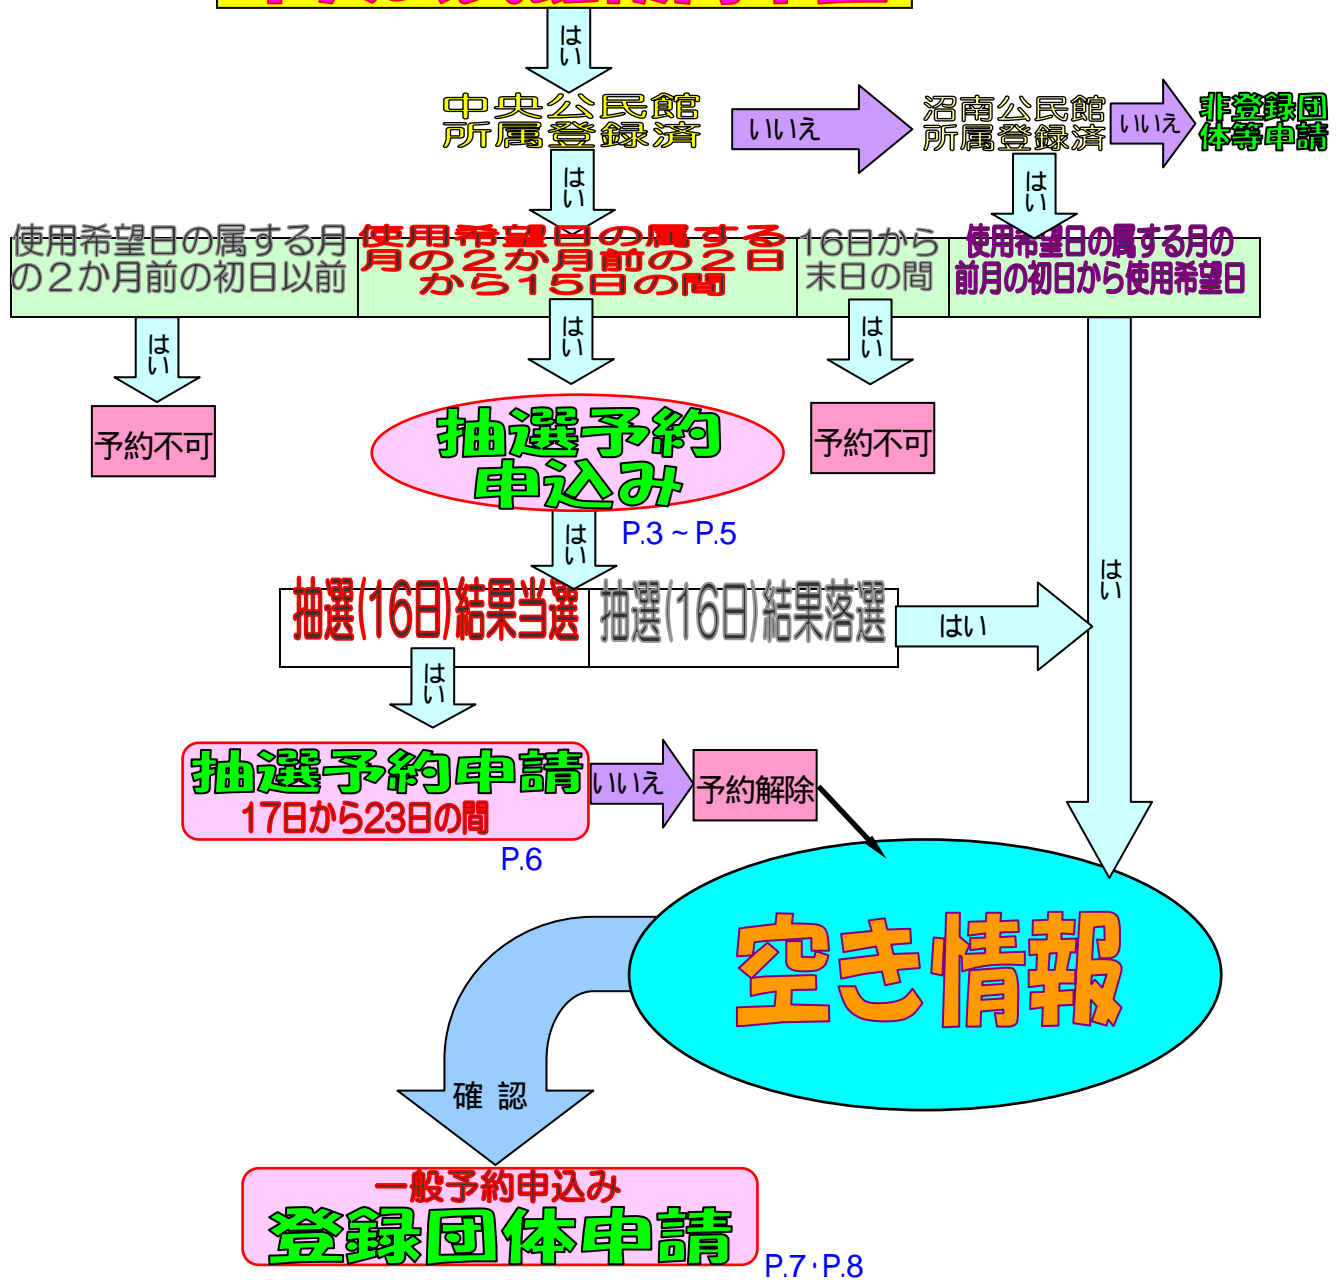 はい
中央公民館
所属登録済
いいえ
沼南公民館
所属登録済
いいえ
非登録団
体等申請
はい
はい
使用希望日の属する月
の２か月前の初日以前
使用希望日の属する
月の２か月前の２日
から１５日の間
16日から
末日の間
使用希望日の属する月の
前月の初日から使用希望日
はい
はい
はい
予約不可
抽選予約
申込み
予約不可
P.3～P.5
はい
はい
抽選(16日)結果当選
抽選(16日)結果落選
はい
はい
抽選予約申請
17日から23日の間
いいえ
予約解除
P.6
空き情報
確 認
一般予約申込み
登録団体申請
P.7・P.8